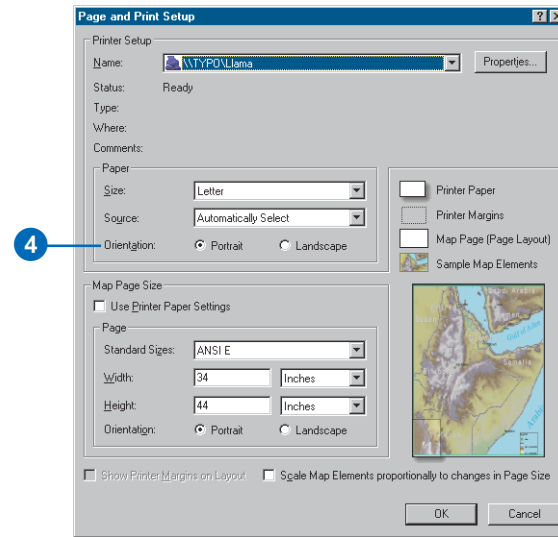 Page and Print Setup
Printer Setup
Name: \\TYPO\Llama Properties...
Status: Ready
Type:
Where:
Comments:
Paper
Size: Letter
Source: Automatically Select
4 Orientation: Portrait Landscape
Printer Paper
Printer Margins
Map Page (Page Layout)
Sample Map Elements
Map Page Size
Use Printer Paper Settings
Page
Standard Sizes: ANSI E
Width: 34 Inches
Height: 44 Inches
Orientation: Portrait Landscape
Show Printer Margins on Layout Scale Map Elements proportionally to changes in Page Size
OK Cancel